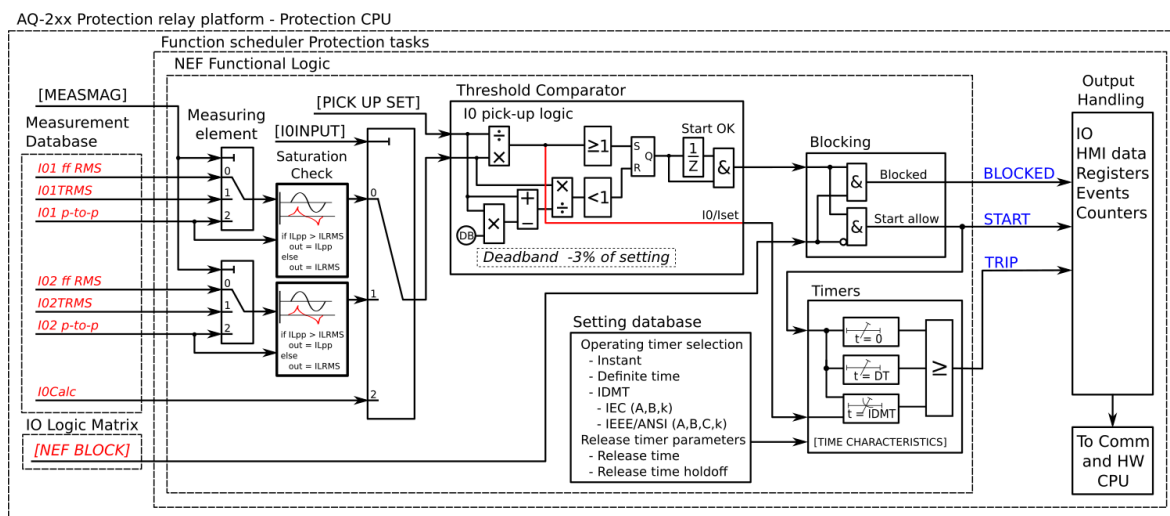 AQ-2xx Protection relay platform - Protection CPU
Function scheduler Protection tasks
NEF Functional Logic
[MEASMAG]
Measurement
Database
I01 ff RMS
I01TRMS
I01 p-to-p
I02 ff RMS
I02TRMS
I02 p-to-p
I0Calc
IO Logic Matrix
[NEF BLOCK]
Measuring
element
0
1
2
0
1
2
[PICK UP SET]
[I0INPUT]
Saturation
Check
if ILpp > ILRMS
out = ILpp
else
out = ILRMS
if ILpp > ILRMS
out = ILpp
else
out = ILRMS
0
1
2
Threshold Comparator
I0 pick-up logic
÷
×
≥1
S
R
Q
Start OK
1
Z
&
×
÷
<1
+
−
×
DB
I0/Iset
Deadband -3% of setting
Blocking
&
Blocked
&
Start allow
BLOCKED
START
TRIP
Timers
t = 0
t = DT
t = IDMT
≥
[TIME CHARACTERISTICS]
Setting database
Operating timer selection
- Instant
- Definite time
- IDMT
- IEC (A,B,k)
- IEEE/ANSI (A,B,C,k)
Release timer parameters
- Release time
- Release time holdoff
Output
Handling
IO
HMI data
Registers
Events
Counters
To Comm
and HW
CPU